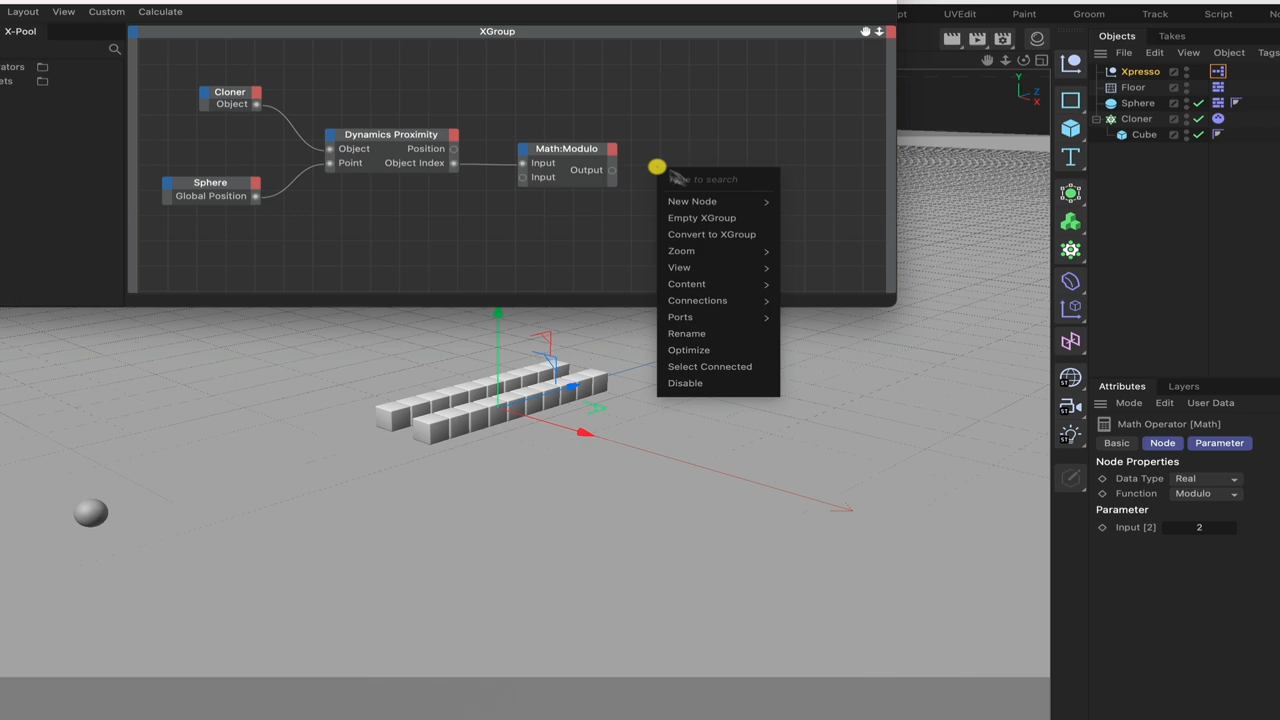 Layout View Custom Calculate
X-Pool
XGroup
Cloner
Object
Sphere
Global Position
Dynamics Proximity
Object Position
Point Object Index
Math:Modulo
Input
Output
Input
to search
New Node
Empty XGroup
Convert to XGroup
Zoom
View
Content
Connections
Ports
Rename
Optimize
Select Connected
Disable
Y
Z
X
UVEdit Paint Groom Track Script
Objects Takes
File Edit View Object Tags
Xpresso
Floor
Sphere
Cloner
Cube
T
ST
ST
ST
Attributes Layers
Mode Edit User Data
Math Operator [Math]
Basic Node Parameter
Node Properties
Data Type Real
Function Modulo
Parameter
Input [2] 2